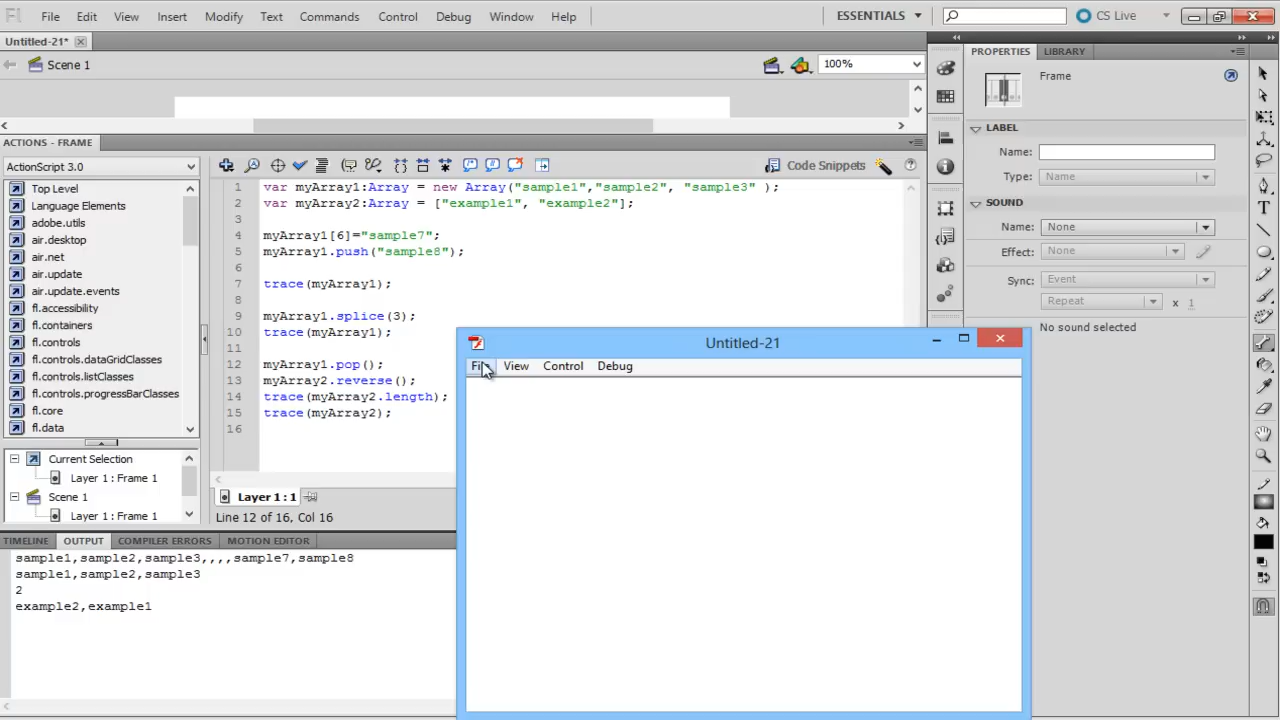 Fl File Edit View Insert Modify Text Commands Control Debug Window Help ESSENTIALS CS Live
Untitled-21*
Scene 1 100%
PROPERTIES LIBRARY
Frame
LABEL
Name:
Type: Name
SOUND
Name: None
Effect: None
Sync: Event
Repeat x 1
No sound selected
ACTIONS - FRAME
ActionScript 3.0
Code Snippets
Top Level
Language Elements
adobe.utils
air.desktop
air.net
air.update
air.update.events
fl.accessibility
fl.containers
fl.controls
fl.controls.dataGridClasses
fl.controls.listClasses
fl.controls.progressBarClasses
fl.core
fl.data
Current Selection
Layer 1 : Frame 1
Scene 1
Layer 1 : Frame 1
1 var myArray1:Array = new Array("sample1","sample2", "sample3" );
2 var myArray2:Array = ["example1", "example2"];
3
4 myArray1[6]="sample7";
5 myArray1.push("sample8");
6
7 trace(myArray1);
8
9 myArray1.splice(3);
10 trace(myArray1);
11
12 myArray1.pop();
13 myArray2.reverse();
14 trace(myArray2.length);
15 trace(myArray2);
16
Layer 1 : 1
Line 12 of 16, Col 16
Untitled-21
File View Control Debug
TIMELINE OUTPUT COMPILER ERRORS MOTION EDITOR
sample1,sample2,sample3,,,,sample7,sample8
sample1,sample2,sample3
2
example2,example1